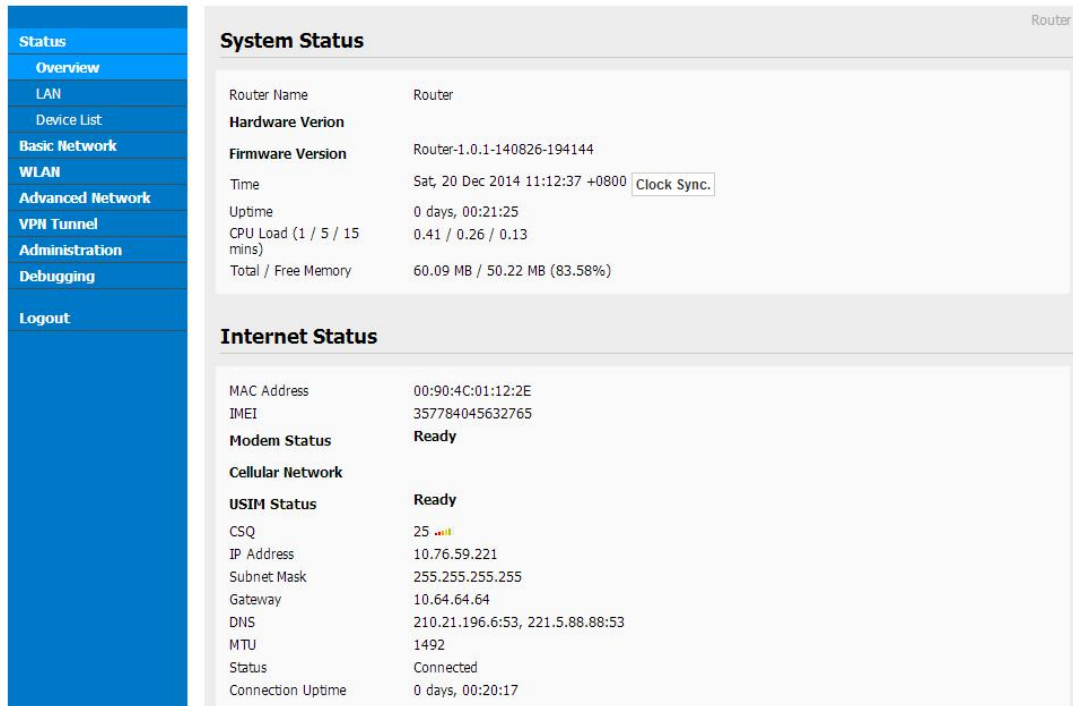 Router
Status
Overview
LAN
Device List
Basic Network
WLAN
Advanced Network
VPN Tunnel
Administration
Debugging
Logout
System Status
Router Name Router
Hardware Verion
Firmware Version Router-1.0.1-140826-194144
Time Sat, 20 Dec 2014 11:12:37 +0800 Clock Sync.
Uptime 0 days, 00:21:25
CPU Load (1 / 5 / 15
mins) 0.41 / 0.26 / 0.13
Total / Free Memory 60.09 MB / 50.22 MB (83.58%)
Internet Status
MAC Address 00:90:4C:01:12:2E
IMEI 357784045632765
Modem Status Ready
Cellular Network
USIM Status Ready
CSQ 25
IP Address 10.76.59.221
Subnet Mask 255.255.255.255
Gateway 10.64.64.64
DNS 210.21.196.6:53, 221.5.88.88:53
MTU 1492
Status Connected
Connection Uptime 0 days, 00:20:17